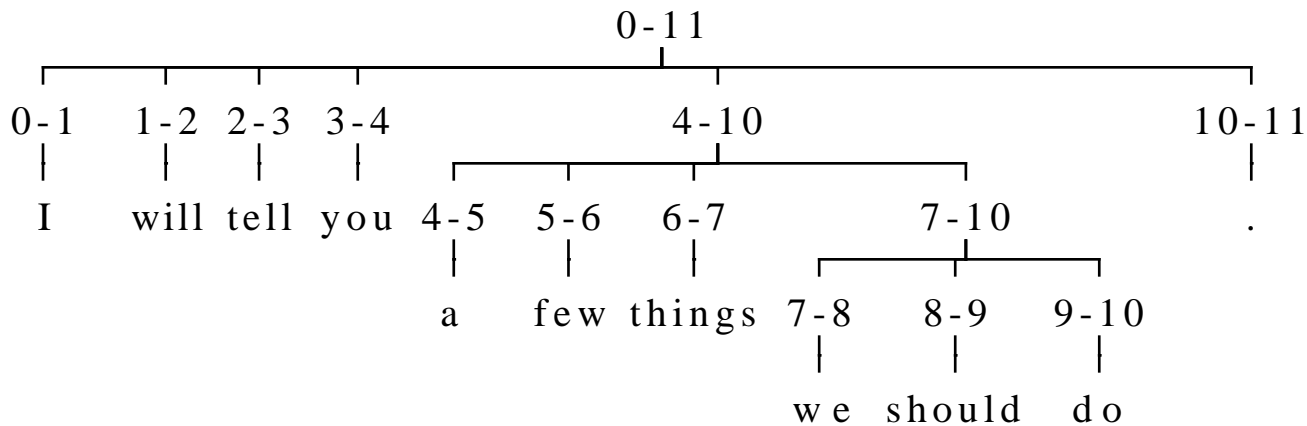 0-11
0-1 1-2 2-3 3-4 4-10 10-11
I will tell you 4-5 5-6 6-7 7-10 .
a few things 7-8 8-9 9-10
we should do